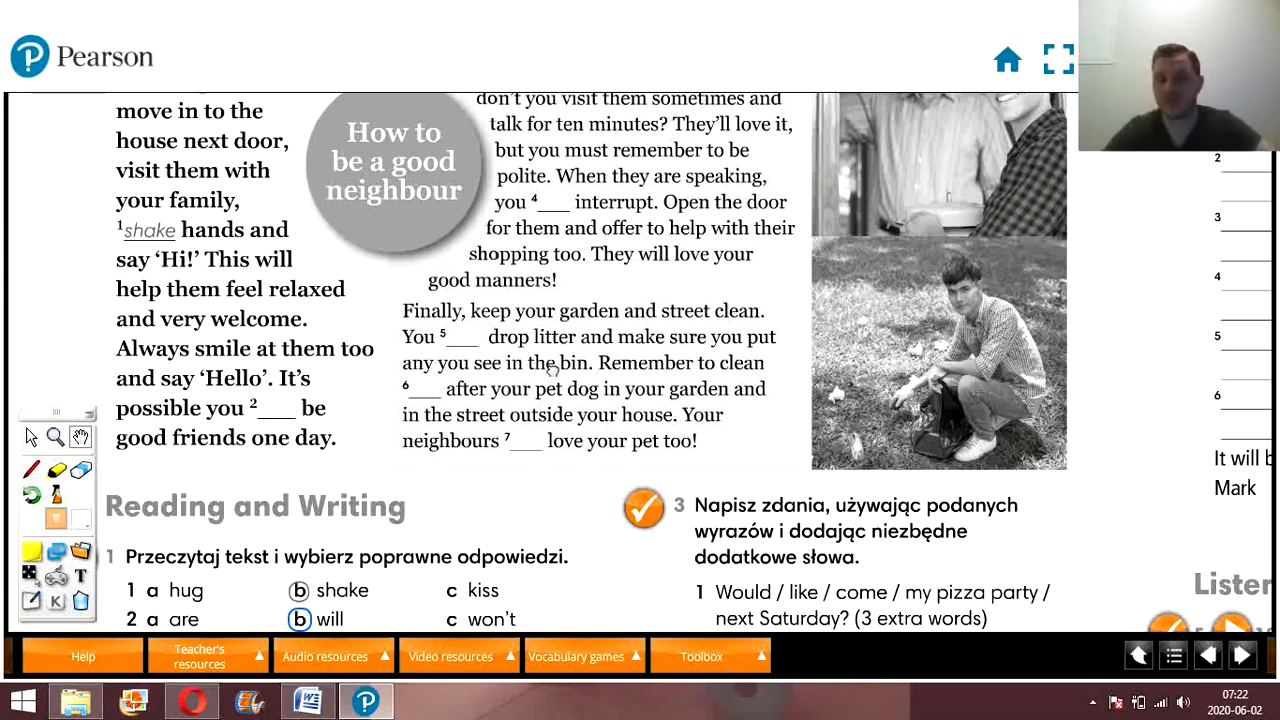 Pearson
move in to the
house next door,
visit them with
your family,
1 shake hands and
say ‘Hi!’ This will
help them feel relaxed
and very welcome.
Always smile at them too
and say ‘Hello’. It’s
possible you 2___ be
good friends one day.
How to
be a good
neighbour
don’t you visit them sometimes and
talk for ten minutes? They’ll love it,
but you must remember to be
polite. When they are speaking,
you 4___ interrupt. Open the door
for them and offer to help with their
shopping too. They will love your
good manners!
Finally, keep your garden and street clean.
You 5___ drop litter and make sure you put
any you see in the bin. Remember to clean
6___ after your pet dog in your garden and
in the street outside your house. Your
neighbours 7___ love your pet too!
2
3
4
5
6
It will b
Mark
Reading and Writing
1 Przeczytaj tekst i wybierz poprawne odpowiedzi.
1 a hug b shake c kiss
2 a are b will c won’t
3 Napisz zdania, używając podanych
wyrazów i dodając niezbędne
dodatkowe słowa.
1 Would / like / come / my pizza party /
next Saturday? (3 extra words)
Listen
T
K
Help
Teacher's
resources
Audio resources
Video resources
Vocabulary games
Toolbox
07:22
2020-06-02